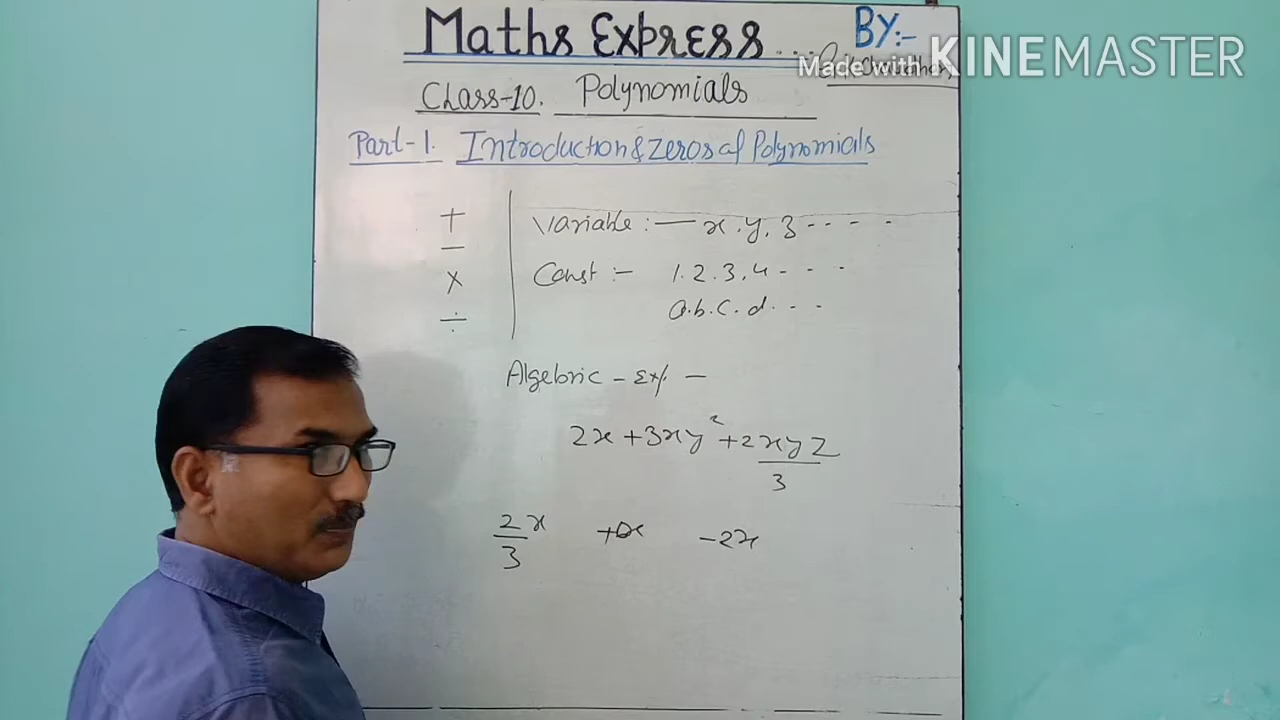 Maths Express.... BY:-
Made with KINEMASTER
Class-10. Polynomials
Part-1. Introduction & Zeros of Polynomials
+
Variable :— x, y, z - - - -
−
×
Const :- 1. 2. 3. 4 - - -
a. b. c. d. - - -
÷
Algebric - Exp. —
2x + 3xy² + 2xyz/3
2/3 x -2x